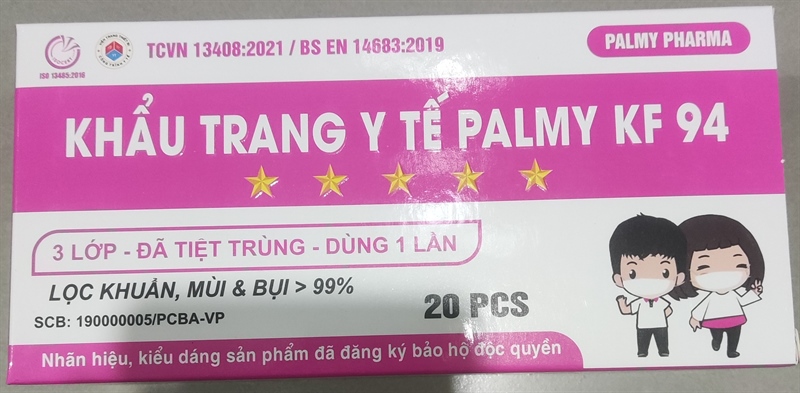 TCVN 13408:2021 / BS EN 14683:2019
PALMY PHARMA
ISO 13485:2016
KHẨU TRANG Y TẾ PALMY KF 94
3 LỚP - ĐÃ TIỆT TRÙNG - DÙNG 1 LẦN
LỌC KHUẨN, MÙI & BỤI > 99%
20 PCS
SCB: 190000005/PCBA-VP
Nhãn hiệu, kiểu dáng sản phẩm đã đăng ký bảo hộ độc quyền